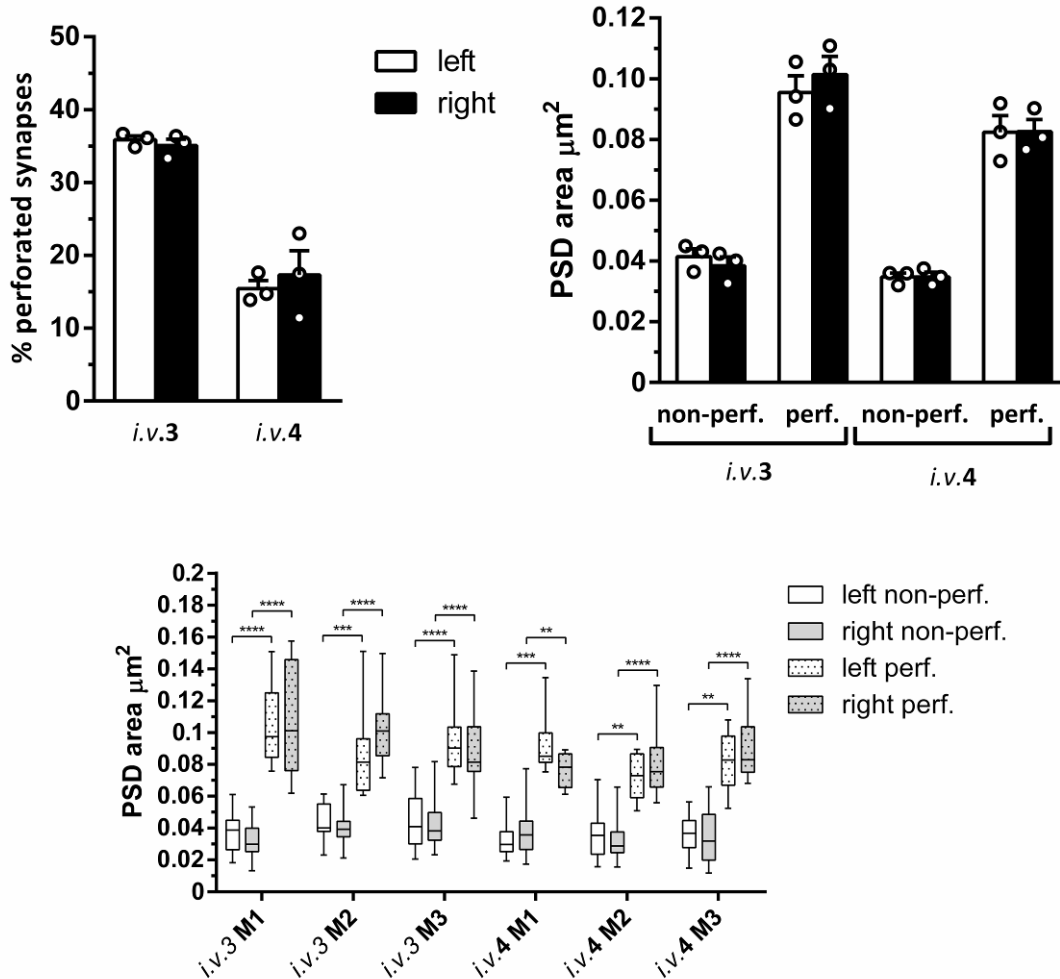 50
40
30
20
10
0
% perforated synapses
i.v.3 i.v.4
left
right
0.12
0.10
0.08
0.06
0.04
0.02
0
PSD area μm²
non-perf. perf. non-perf. perf.
i.v.3 i.v.4
0.2
0.18
0.16
0.14
0.12
0.1
0.08
0.06
0.04
0.02
0
PSD area μm²
**** **** *** **** **** **** *** ** ** **** ** ****
i.v.3 M1 i.v.3 M2 i.v.3 M3 i.v.4 M1 i.v.4 M2 i.v.4 M3
left non-perf.
right non-perf.
left perf.
right perf.